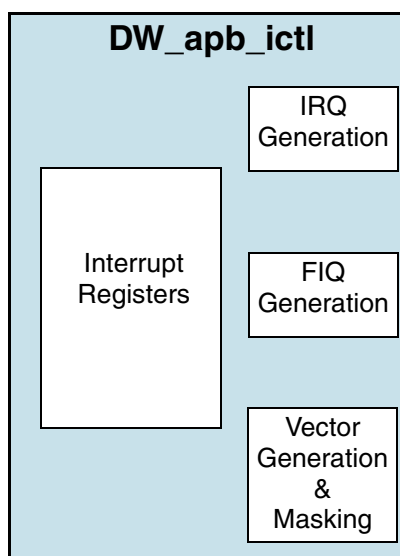 DW_apb_ictl
IRQ
Generation
Interrupt
Registers
FIQ
Generation
Vector
Generation
&
Masking